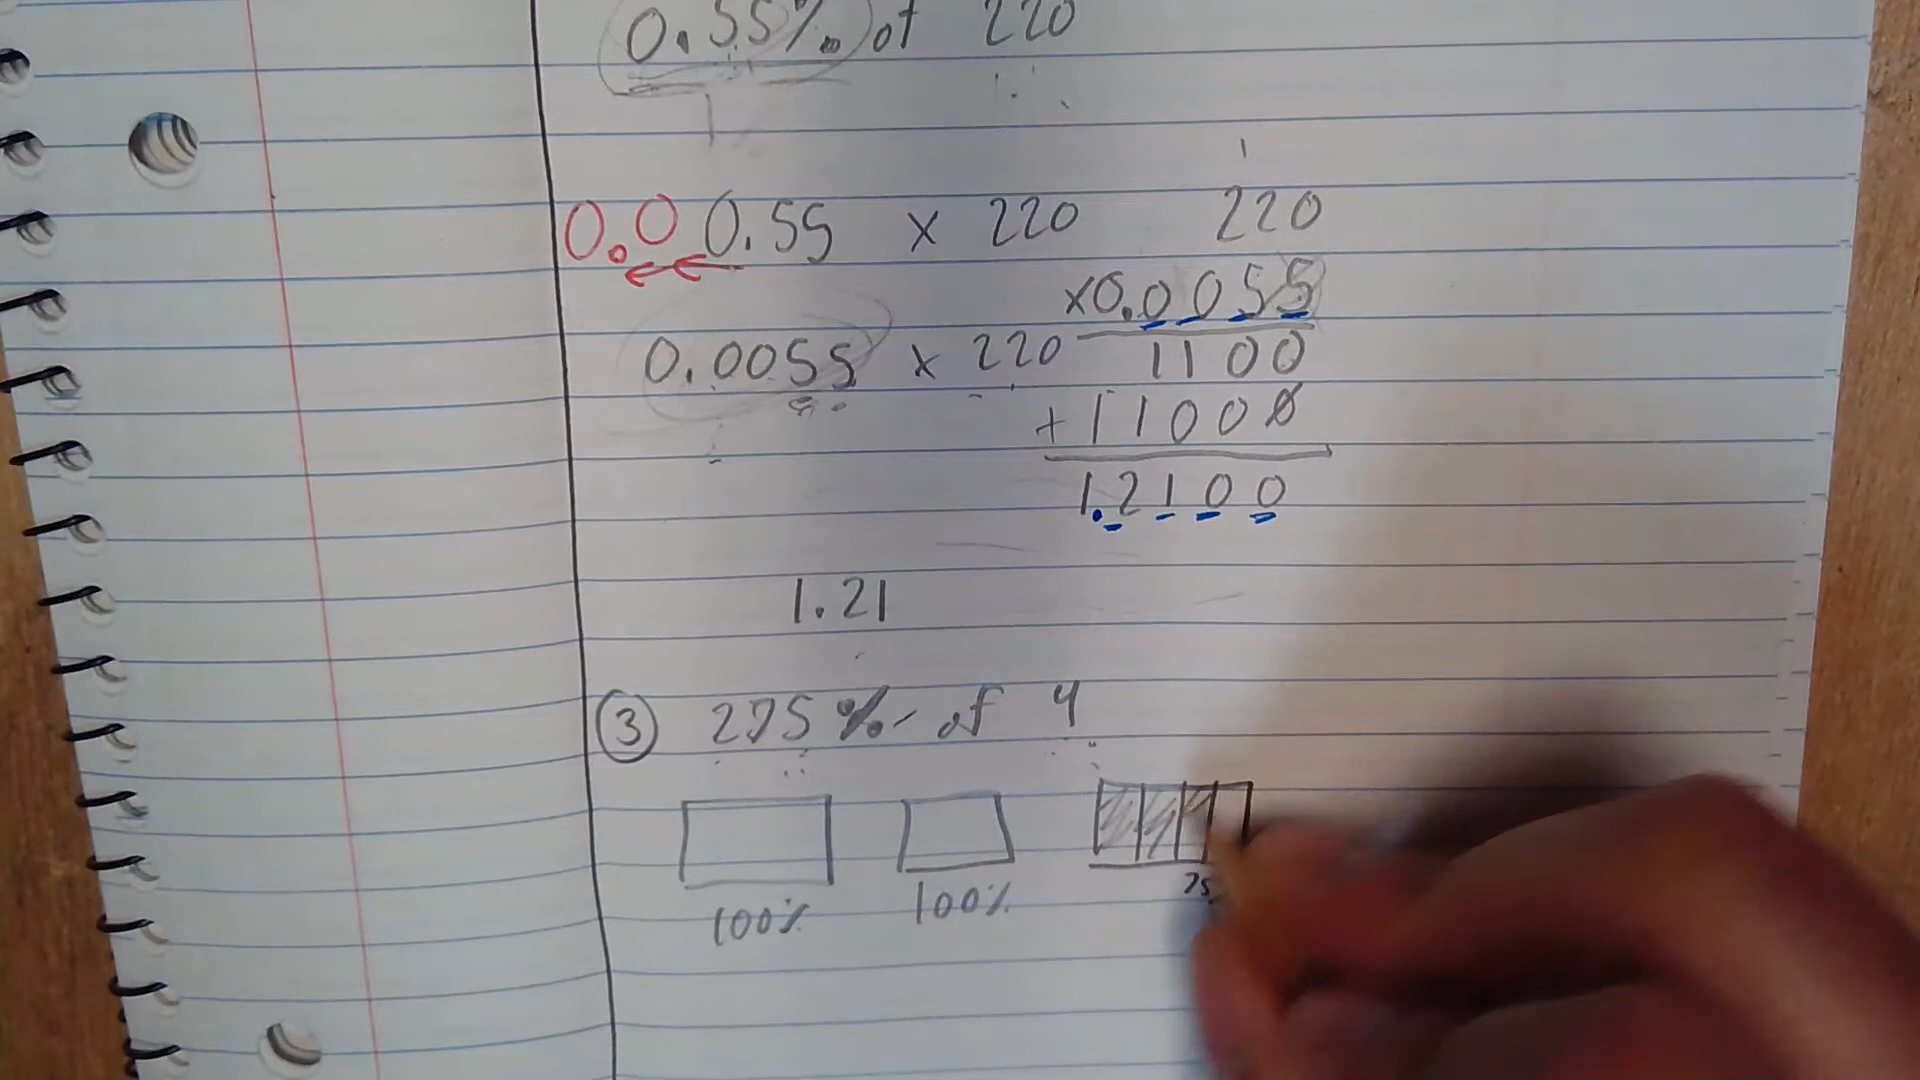 0.55% of 220
0.0 0.55 x 220
220
x0.0055
0.0055 x 220
1100
+11000
1.2100
1.21
3 275% of 4
100% 100% 75